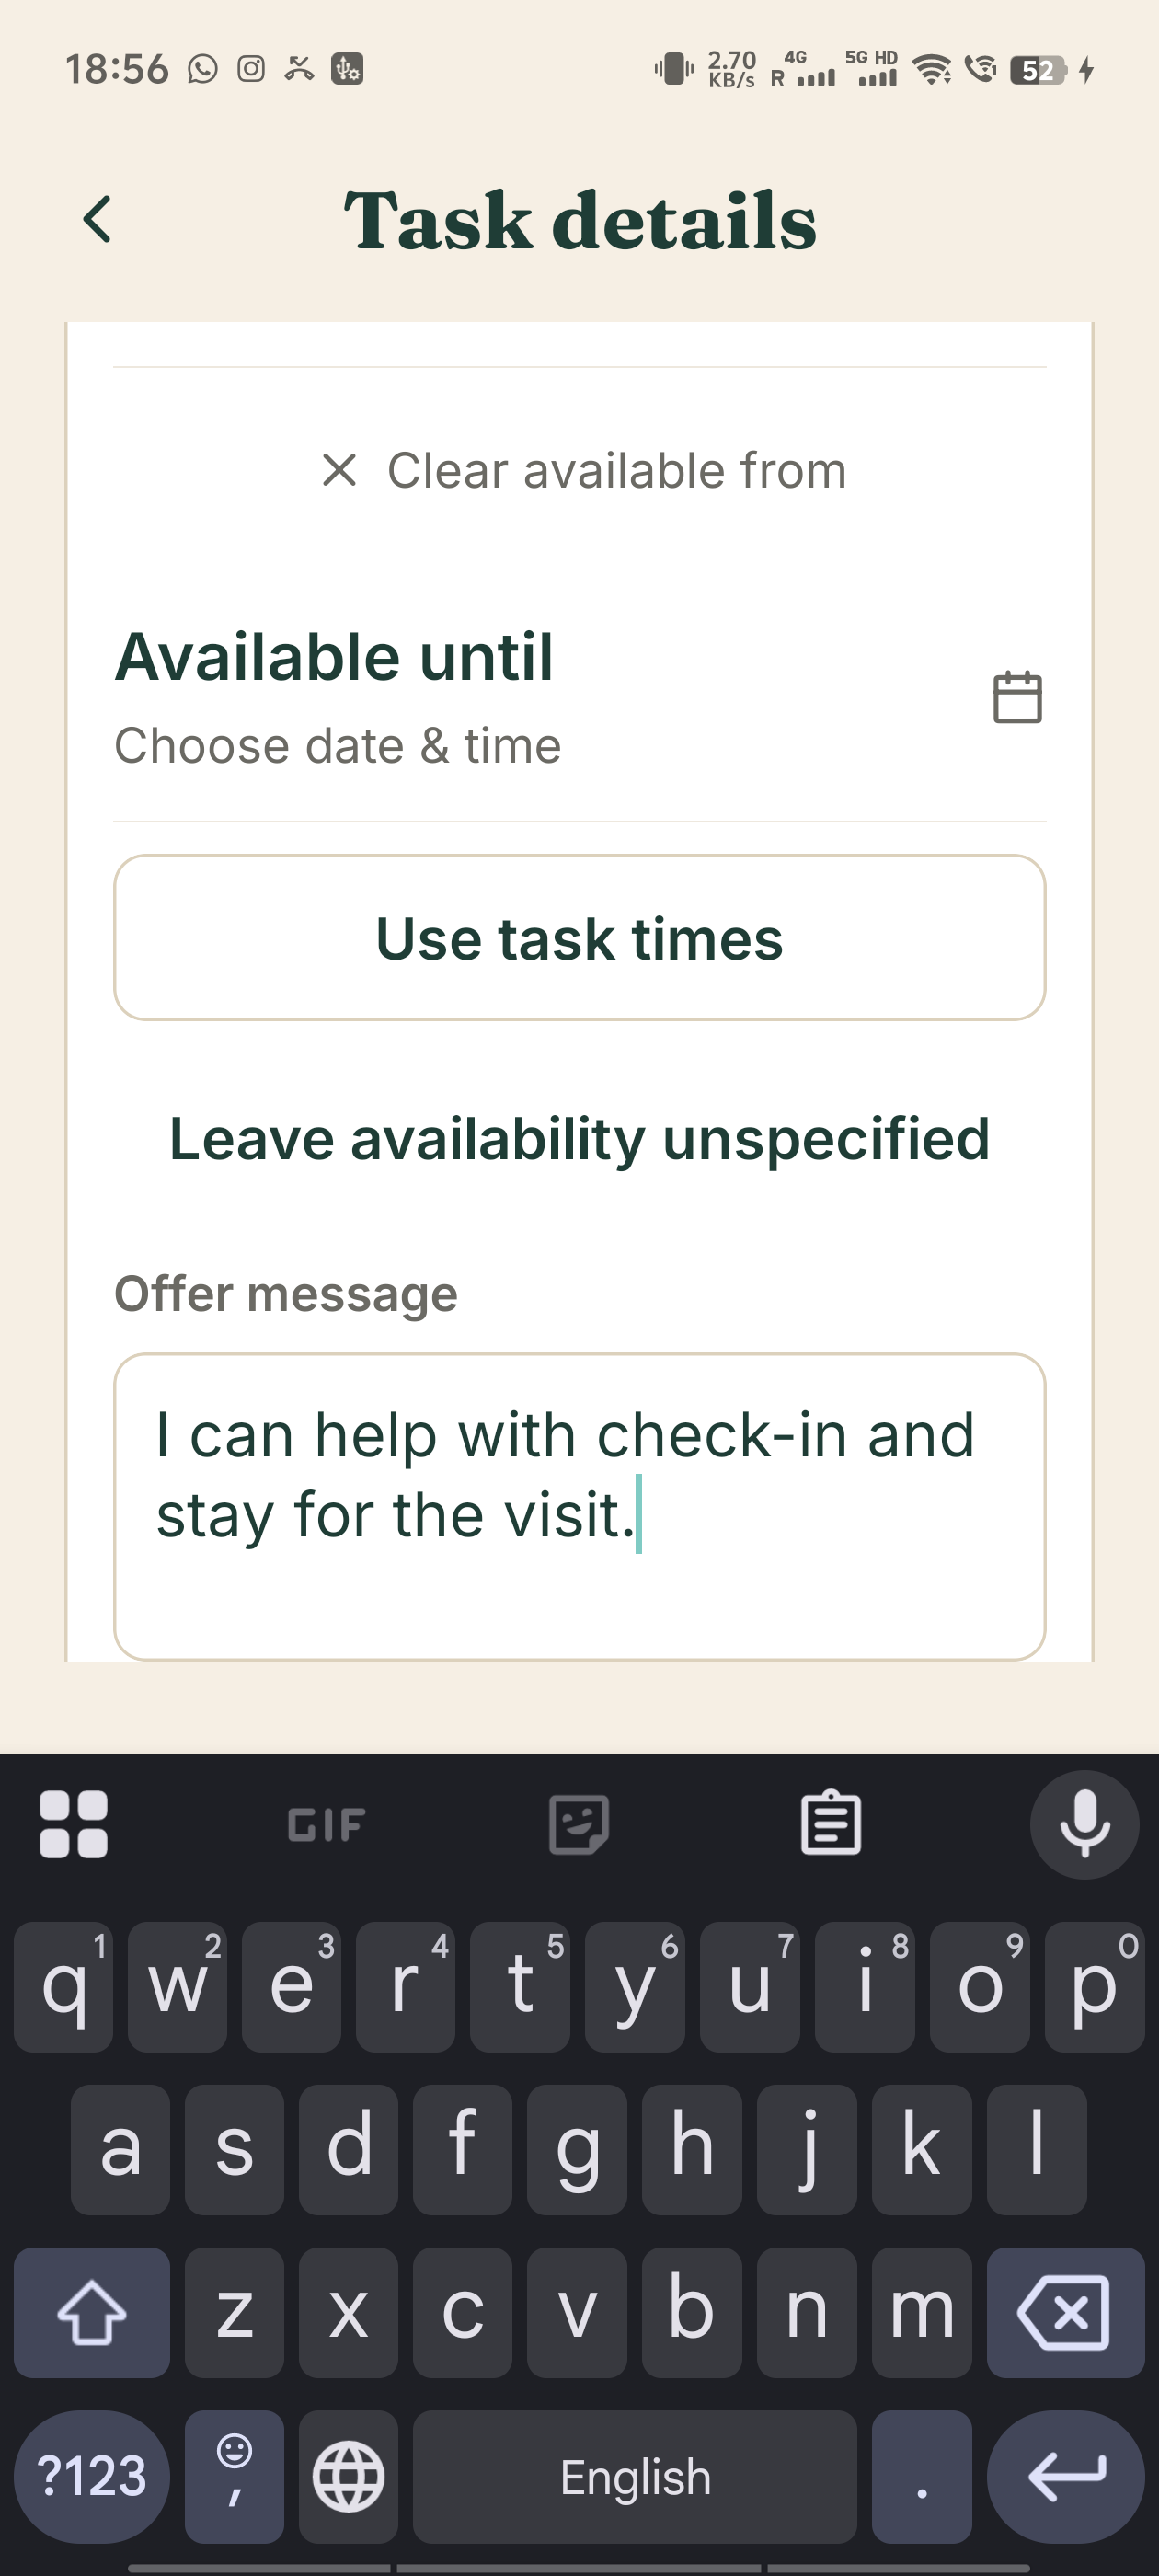 18:56
2.70
KB/s
R
4G
5G HD
52
Task details
Clear available from
Available until
Choose date & time
Use task times
Leave availability unspecified
Offer message
I can help with check-in and
stay for the visit.
GIF
q 1 w 2 e 3 r 4 t 5 y 6 u 7 i 8 o 9 p 0
a s d f g h j k l
z x c v b n m
?123 , English .